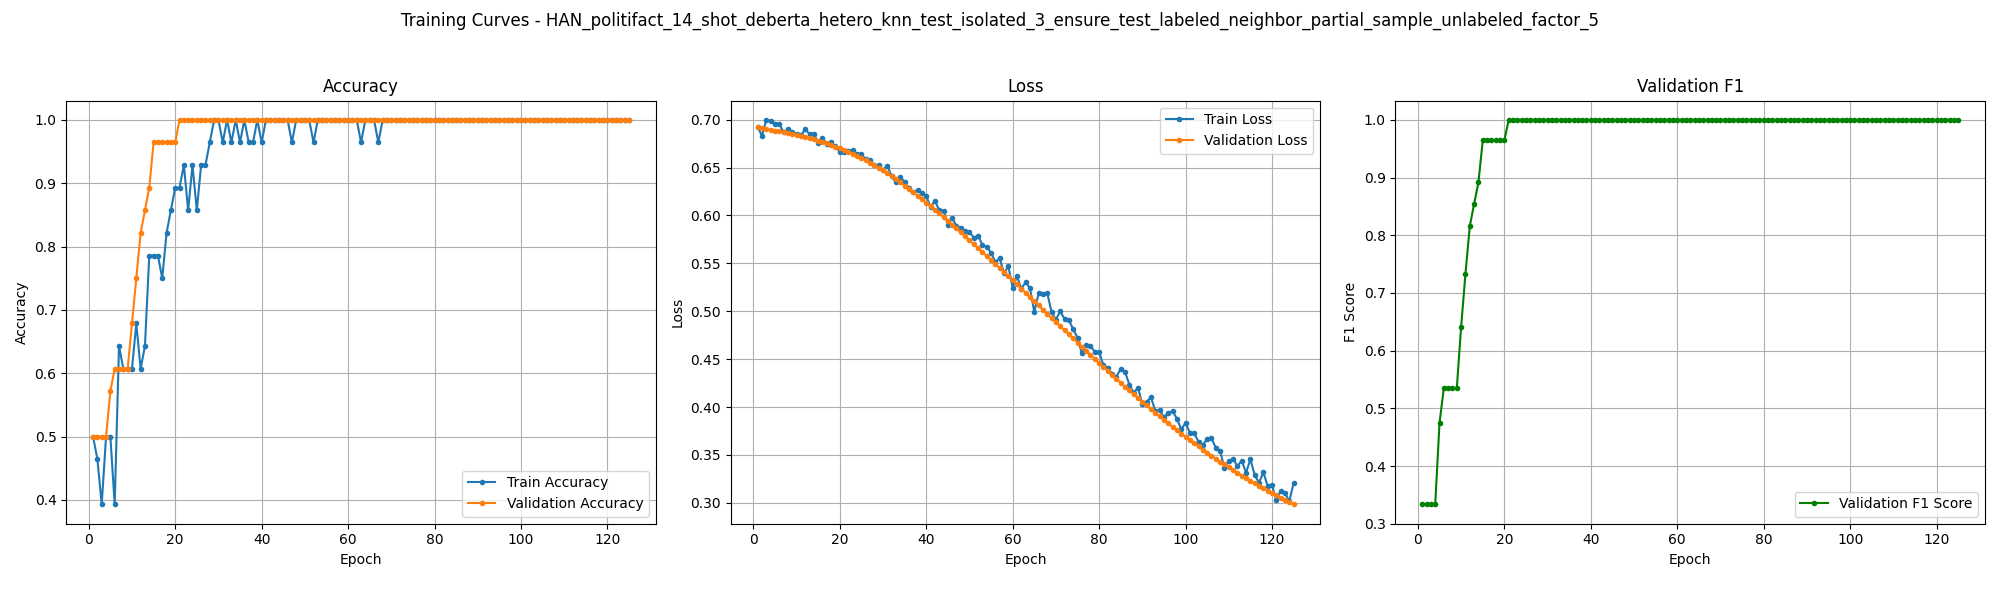 Training Curves - HAN_politifact_14_shot_deberta_hetero_knn_test_isolated_3_ensure_test_labeled_neighbor_partial_sample_unlabeled_factor_5
Accuracy
1.0
0.9
0.8
0.7
0.6
0.5
0.4
Accuracy
Train Accuracy
Validation Accuracy
0 20 40 60 80 100 120
Epoch
Loss
0.70
0.65
0.60
0.55
0.50
0.45
0.40
0.35
0.30
Loss
Train Loss
Validation Loss
0 20 40 60 80 100 120
Epoch
Validation F1
1.0
0.9
0.8
0.7
0.6
0.5
0.4
0.3
F1 Score
Validation F1 Score
0 20 40 60 80 100 120
Epoch